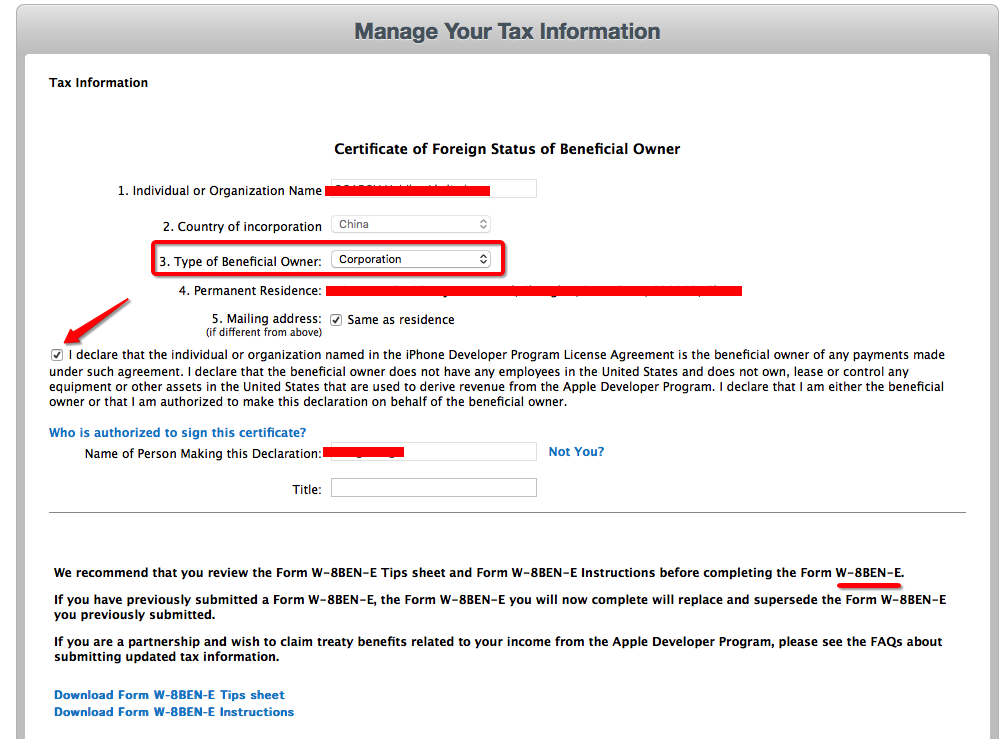 Manage Your Tax Information
Tax Information
Certificate of Foreign Status of Beneficial Owner
1. Individual or Organization Name
2. Country of incorporation China
3. Type of Beneficial Owner: Corporation
4. Permanent Residence:
5. Mailing address: Same as residence
(if different from above)
I declare that the individual or organization named in the iPhone Developer Program License Agreement is the beneficial owner of any payments made
under such agreement. I declare that the beneficial owner does not have any employees in the United States and does not own, lease or control any
equipment or other assets in the United States that are used to derive revenue from the Apple Developer Program. I declare that I am either the beneficial
owner or that I am authorized to make this declaration on behalf of the beneficial owner.
Who is authorized to sign this certificate?
Name of Person Making this Declaration: Not You?
Title:
We recommend that you review the Form W-8BEN-E Tips sheet and Form W-8BEN-E Instructions before completing the Form W-8BEN-E.
If you have previously submitted a Form W-8BEN-E, the Form W-8BEN-E you will now complete will replace and supersede the Form W-8BEN-E
you previously submitted.
If you are a partnership and wish to claim treaty benefits related to your income from the Apple Developer Program, please see the FAQs about
submitting updated tax information.
Download Form W-8BEN-E Tips sheet
Download Form W-8BEN-E Instructions